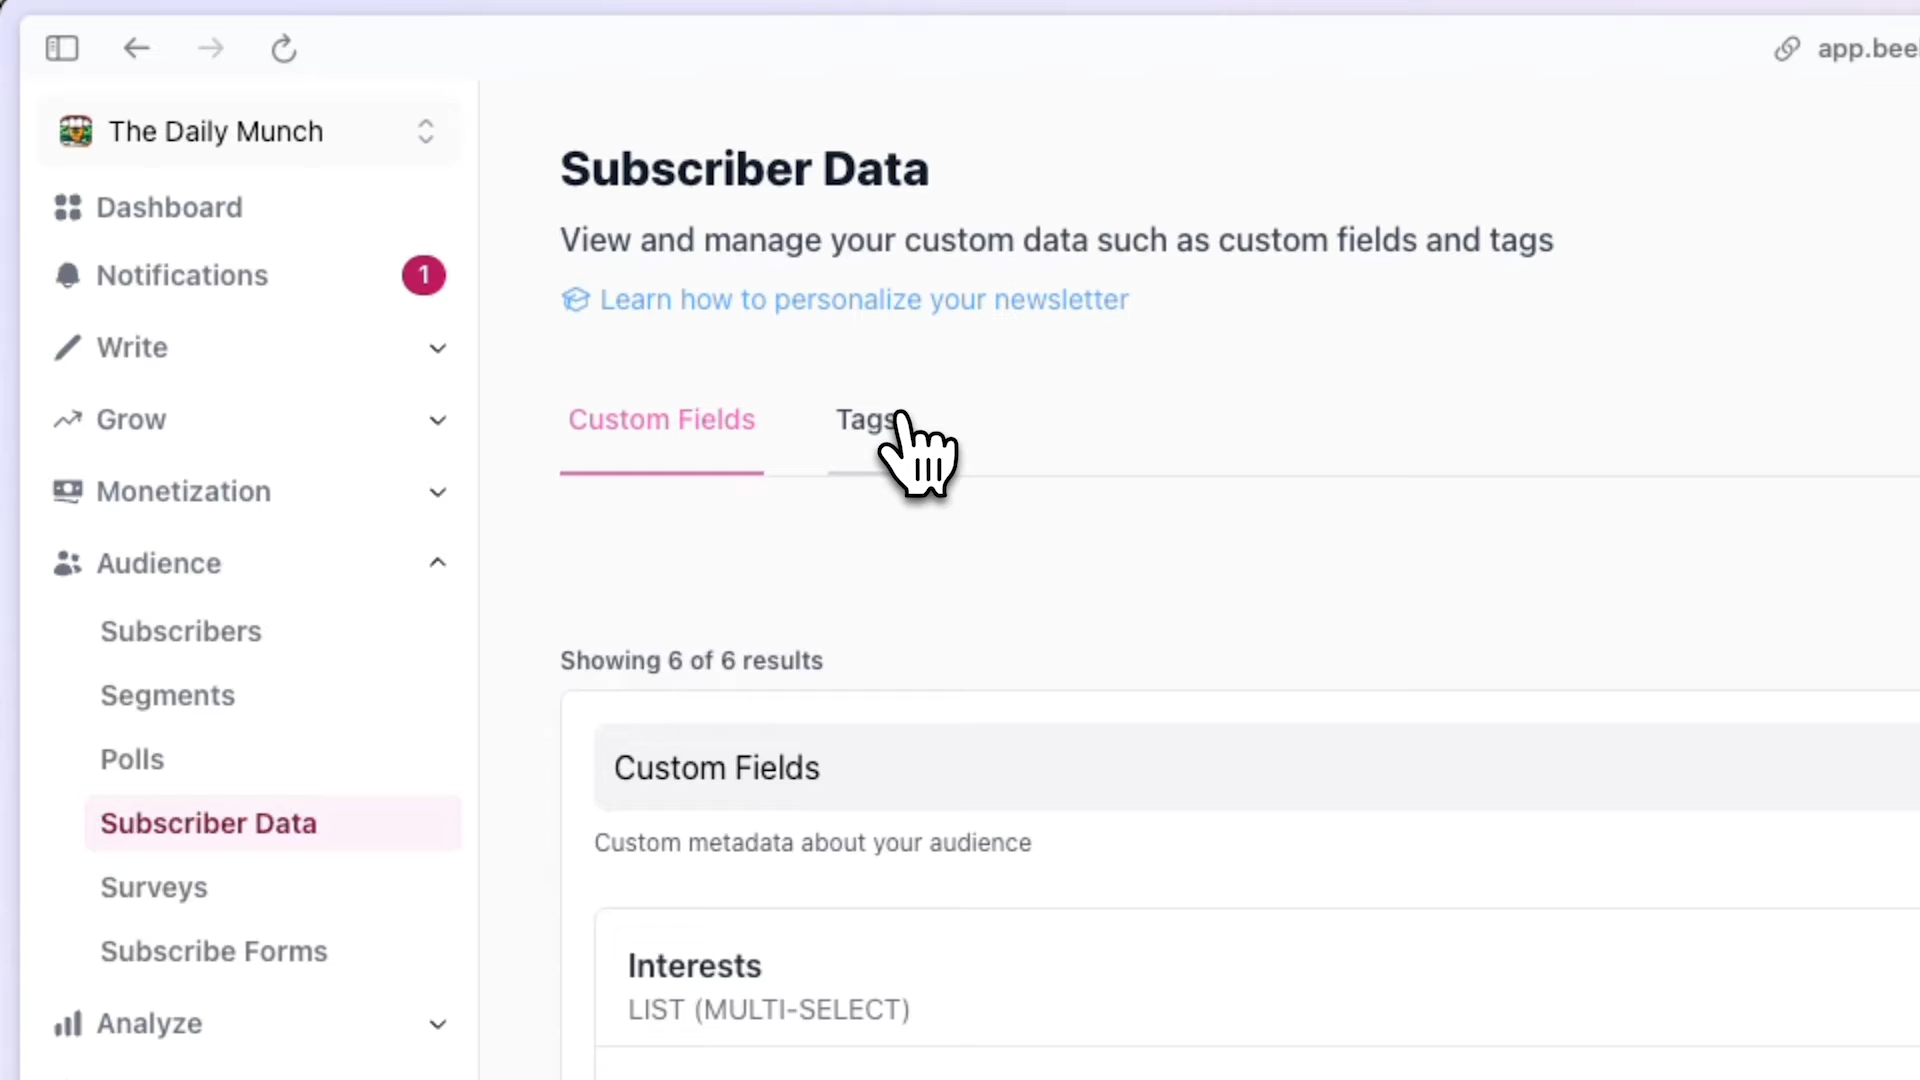 app.bee
The Daily Munch
Dashboard
Notifications 1
Write
Grow
Monetization
Audience
Subscribers
Segments
Polls
Subscriber Data
Surveys
Subscribe Forms
Analyze
Subscriber Data
View and manage your custom data such as custom fields and tags
Learn how to personalize your newsletter
Custom Fields Tags
Showing 6 of 6 results
Custom Fields
Custom metadata about your audience
Interests
LIST (MULTI-SELECT)